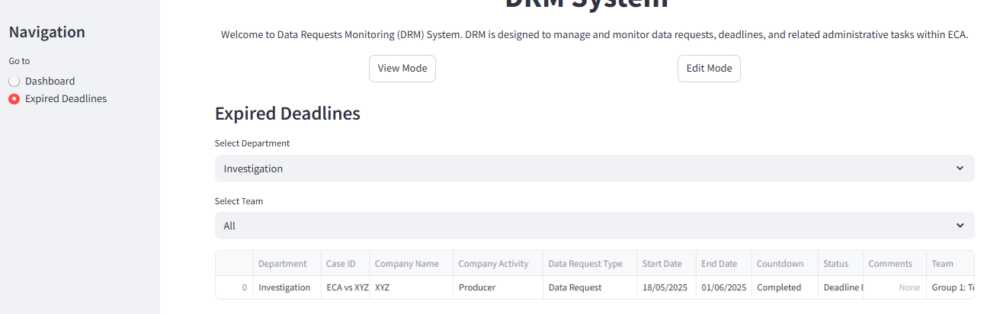 DRM System
Navigation
Welcome to Data Requests Monitoring (DRM) System. DRM is designed to manage and monitor data requests, deadlines, and related administrative tasks within ECA.
Go to
View Mode Edit Mode
Dashboard
Expired Deadlines
Expired Deadlines
Select Department
Investigation
Select Team
All
Department Case ID Company Name Company Activity Data Request Type Start Date End Date Countdown Status Comments Team
0 Investigation ECA vs XYZ XYZ Producer Data Request 18/05/2025 01/06/2025 Completed Deadline None Group 1: